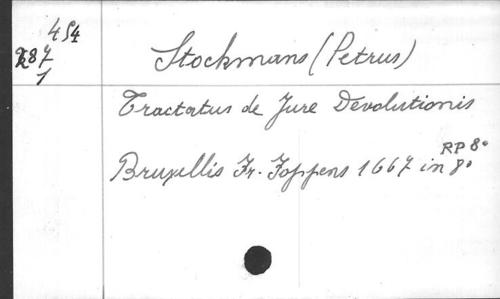 454
287
1
Stockmans (Petrus)
Tractatus de Jure Devolutionis
RP 8°
Bruxellis Fr. Foppens 1667 in 8°